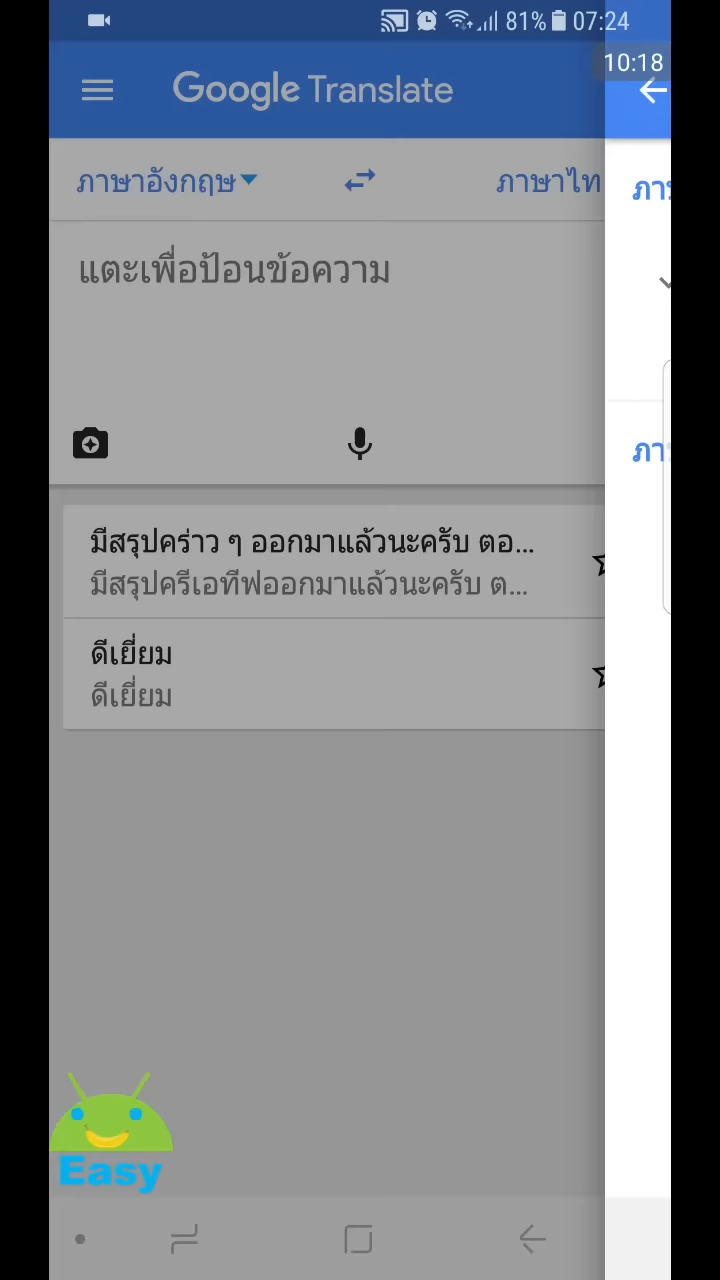 81% 07:24
10:18
Google Translate
ภาษาอังกฤษ
ภาษาไท
แตะเพื่อป้อนข้อความ
มีสรุปคร่าว ๆ ออกมาแล้วนะครับ ตอ...
มีสรุปครีเอทีฟออกมาแล้วนะครับ ต...
ดีเยี่ยม
ดีเยี่ยม
Easy